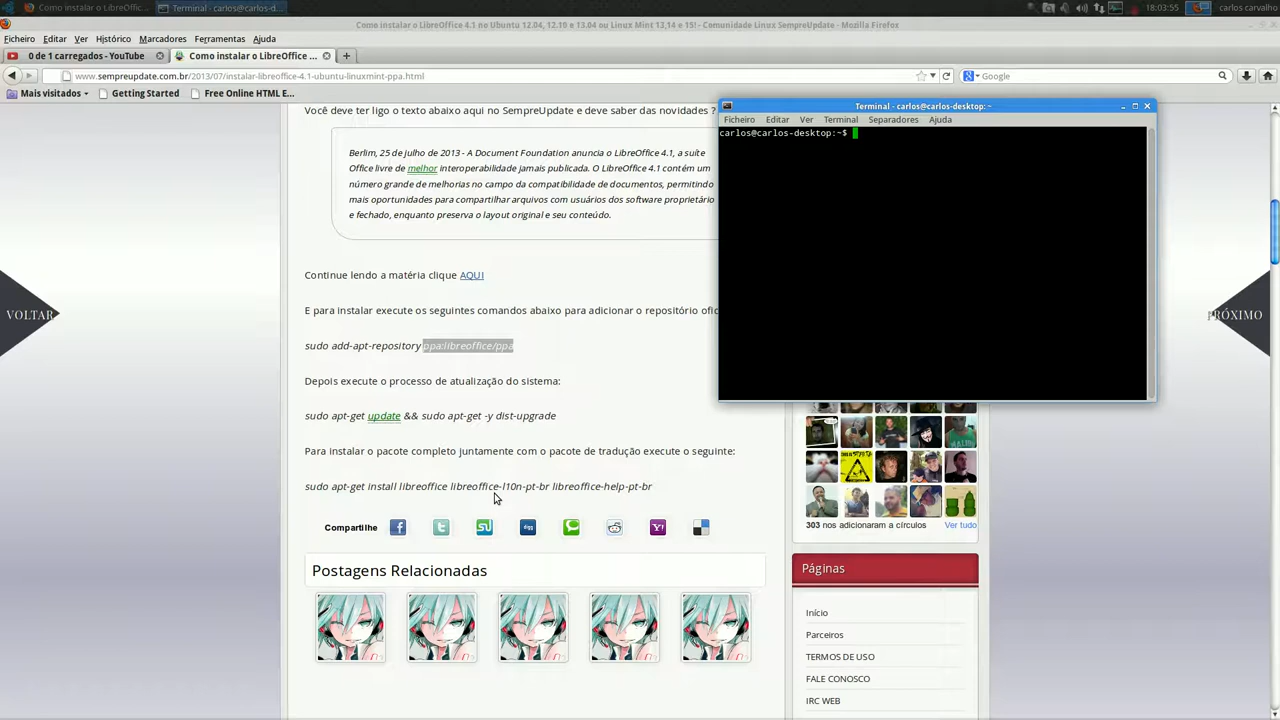 Como instalar o LibreOffic...
Terminal - carlos@carlos-d...
18:03:55
carlos carvalho
Como instalar o LibreOffice 4.1 no Ubuntu 12.04, 12.10 e 13.04 ou Linux Mint 13,14 e 15! - Comunidade Linux SempreUpdate - Mozilla Firefox
Ficheiro Editar Ver Histórico Marcadores Ferramentas Ajuda
0 de 1 carregados - YouTube
Como instalar o LibreOffice ...
www.sempreupdate.com.br/2013/07/instalar-libreoffice-4.1-ubuntu-linuxmint-ppa.html
Google
Mais visitados
Getting Started
Free Online HTML E...
Você deve ter ligo o texto abaixo aqui no SempreUpdate e deve saber das novidades ?
Berlim, 25 de julho de 2013 - A Document Foundation anuncia o LibreOffice 4.1, a suite
Office livre de melhor interoperabilidade jamais publicada. O LibreOffice 4.1 contém um
número grande de melhorias no campo da compatibilidade de documentos, permitindo
mais oportunidades para compartilhar arquivos com usuários dos software proprietário
e fechado, enquanto preserva o layout original e seu conteúdo.
Continue lendo a matéria clique AQUI
E para instalar execute os seguintes comandos abaixo para adicionar o repositório ofic
sudo add-apt-repository ppa:libreoffice/ppa
Depois execute o processo de atualização do sistema:
sudo apt-get update && sudo apt-get -y dist-upgrade
Para instalar o pacote completo juntamente com o pacote de tradução execute o seguinte:
sudo apt-get install libreoffice libreoffice-l10n-pt-br libreoffice-help-pt-br
Compartilhe
digg
Y!
Postagens Relacionadas
VOLTAR
PRÓXIMO
Terminal - carlos@carlos-desktop: ~
Ficheiro Editar Ver Terminal Separadores Ajuda
carlos@carlos-desktop:~$
303 nos adicionaram a círculos
Ver tudo
Páginas
Início
Parceiros
TERMOS DE USO
FALE CONOSCO
IRC WEB